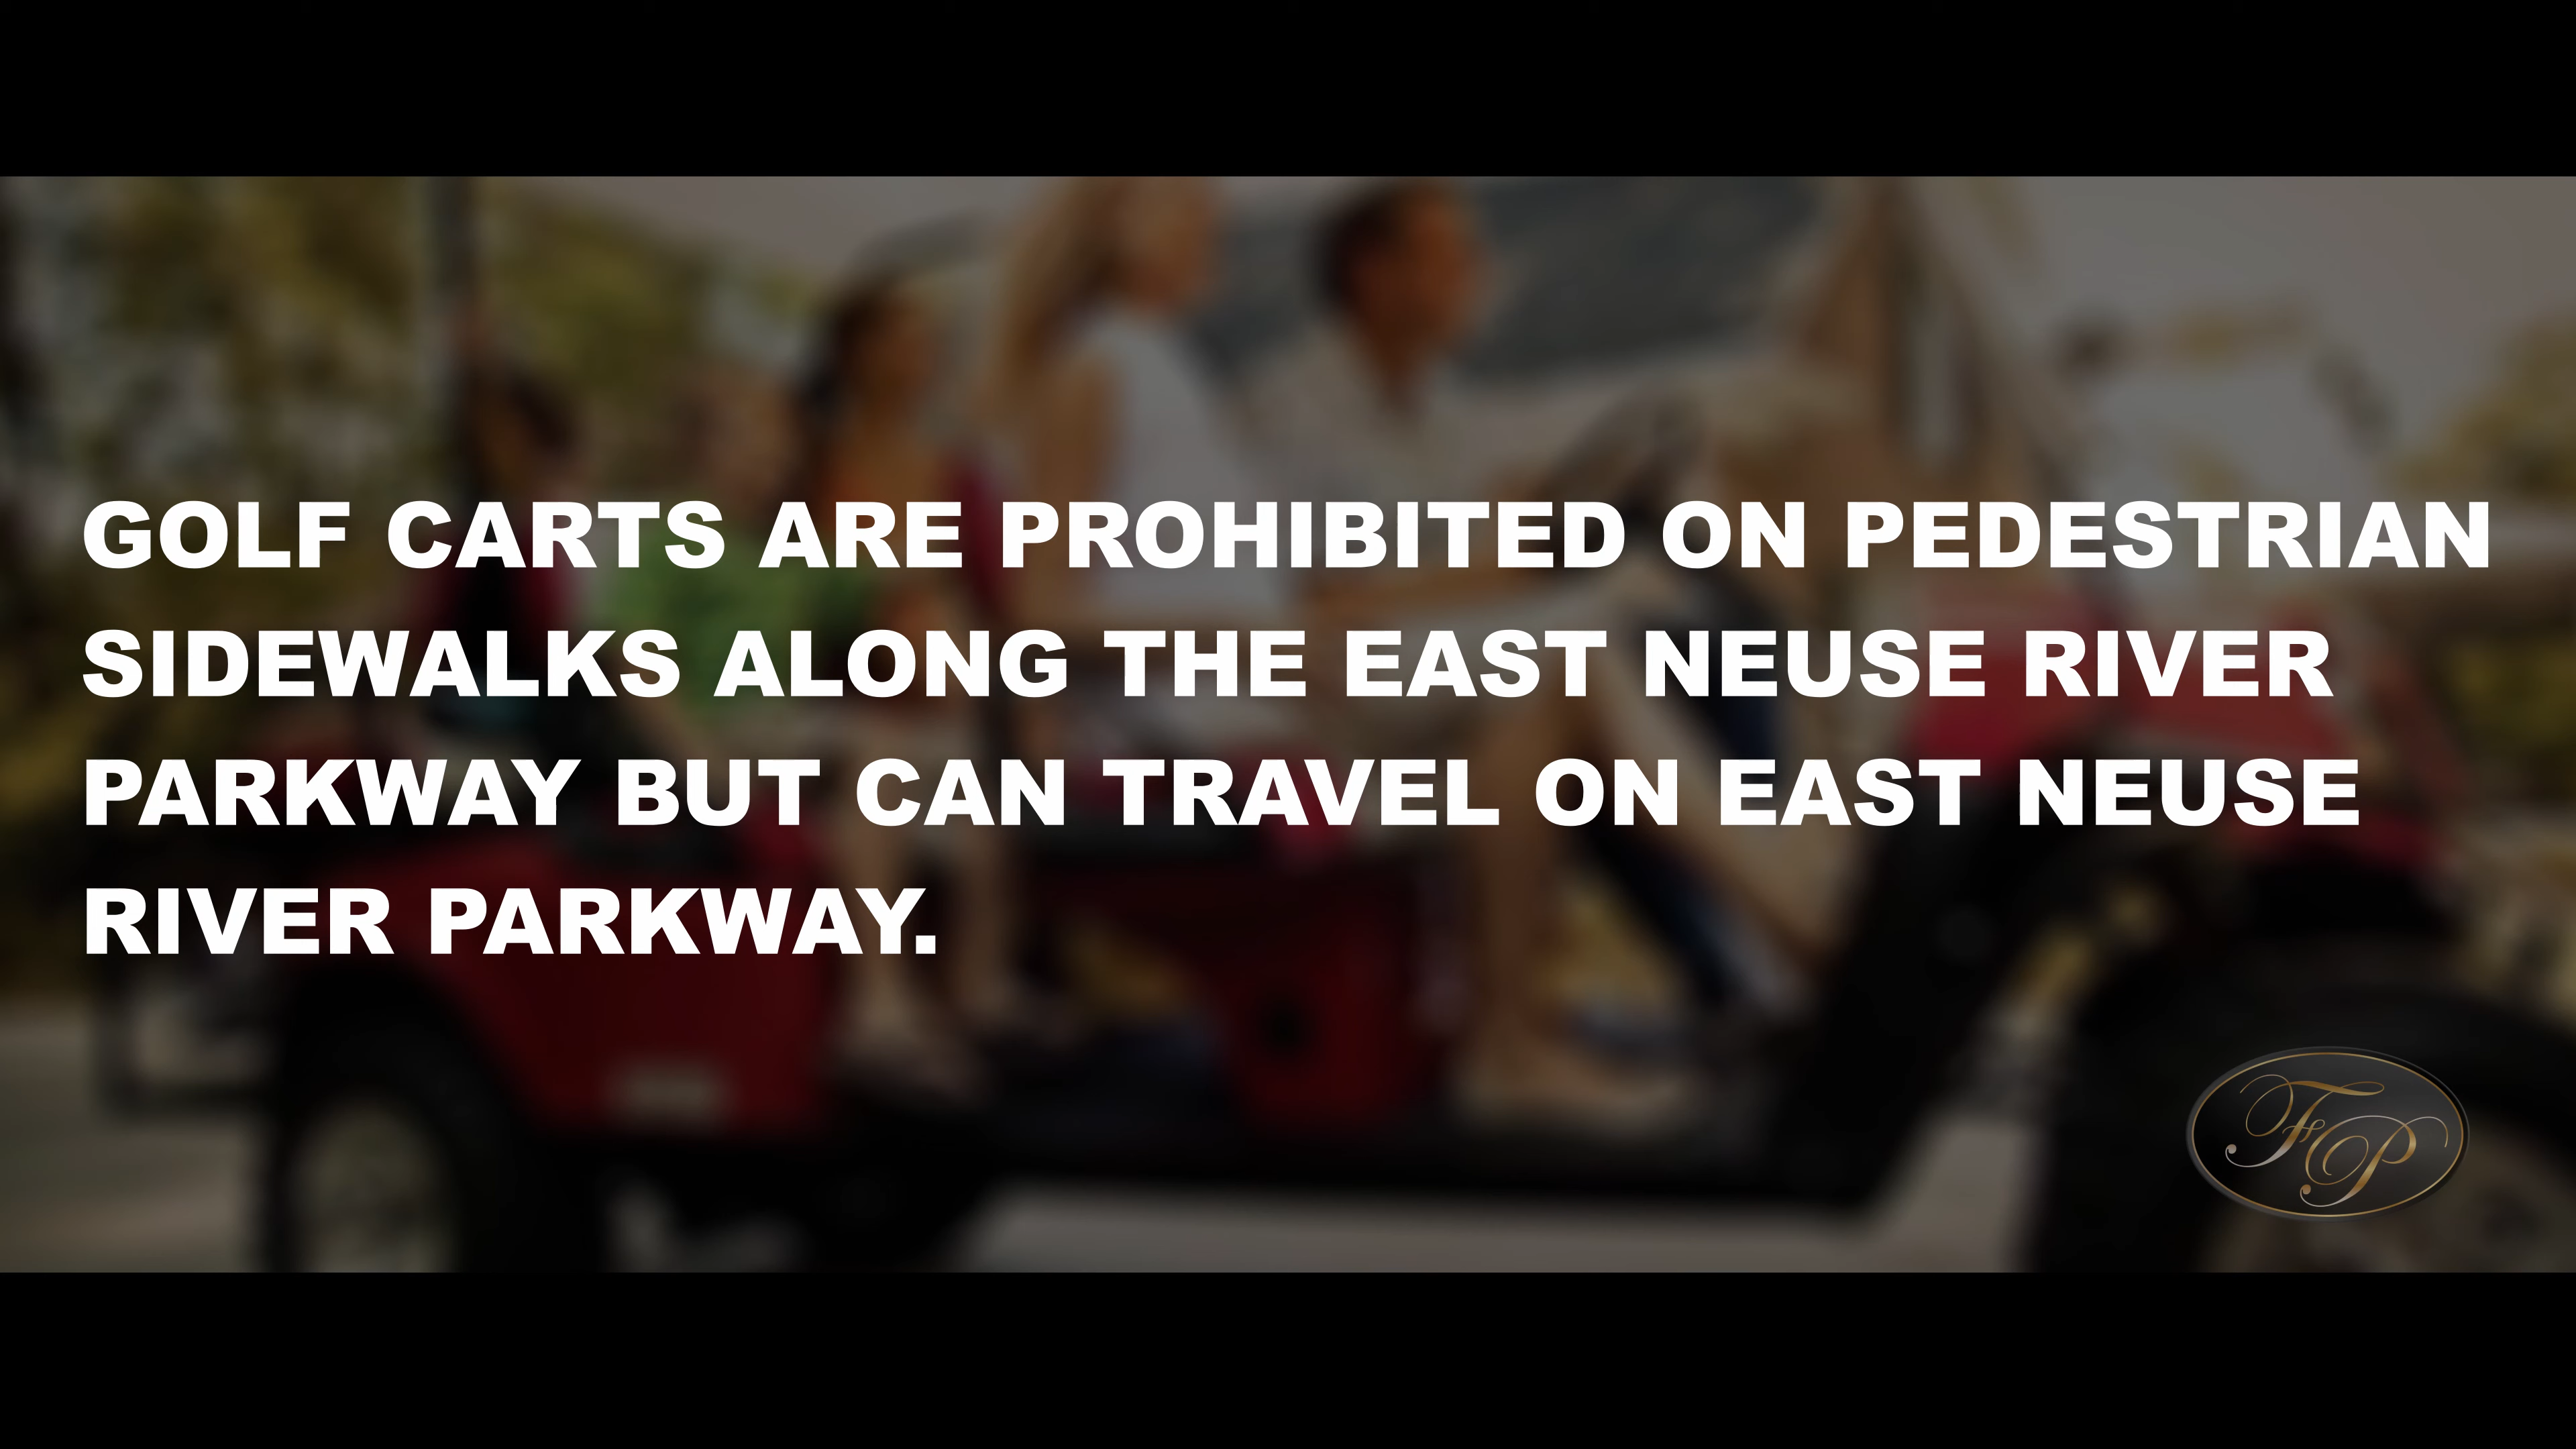 GOLF CARTS ARE PROHIBITED ON PEDESTRIAN
SIDEWALKS ALONG THE EAST NEUSE RIVER
PARKWAY BUT CAN TRAVEL ON EAST NEUSE
RIVER PARKWAY.
FP